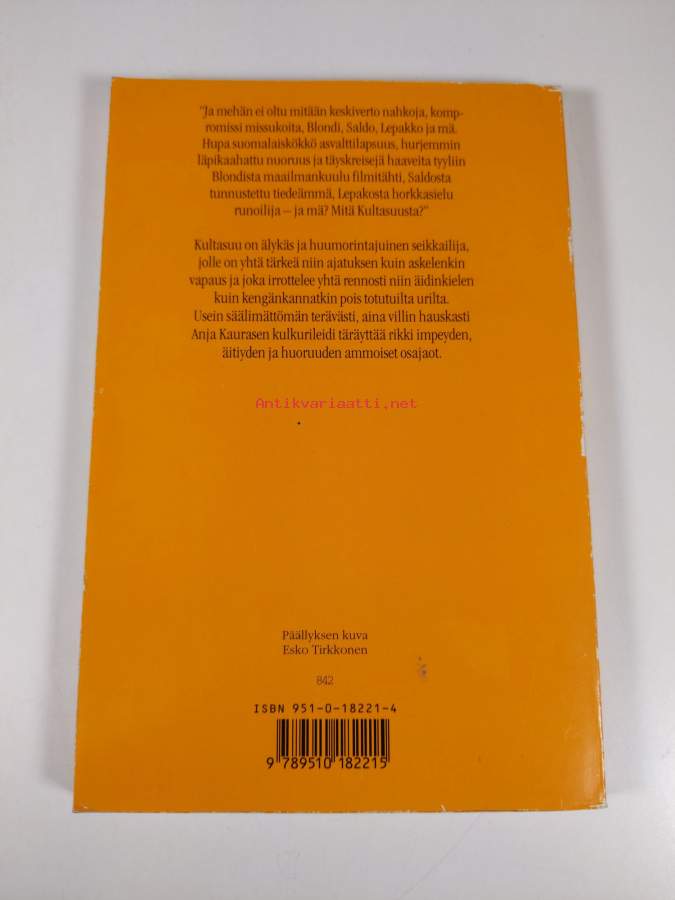 "Ja mehän ei oltu mitään keskiverto nahkoja, komp-
romissi missukoita, Blondi, Saldo, Lepakko ja mä.
Hupa suomalaiskökkö asvalttilapsuus, hurjemmin
läpikaahattu nuoruus ja täyskreisejä haaveita tyyliin
Blondista maailmankuulu filmitähti, Saldosta
tunnustettu tiedeämmä, Lepakosta horkkasielu
runoilija – ja mä? Mitä Kultasuusta?"
Kultasuu on älykäs ja huumorintajuinen seikkailija,
jolle on yhtä tärkeä niin ajatuksen kuin askelenkin
vapaus ja joka irrottelee yhtä rennosti niin äidinkielen
kuin kengänkannatkin pois totutuilta urilta.
Usein säälimättömän terävästi, aina villin hauskasti
Anja Kaurasen kulkurileidi täräyttää rikki impeyden,
äitiyden ja huoruuden ammoiset osajaot.
Antikvariaatti.net
Päällyksen kuva
Esko Tirkkonen
842
ISBN 951-0-18221-4
9 789510 182215